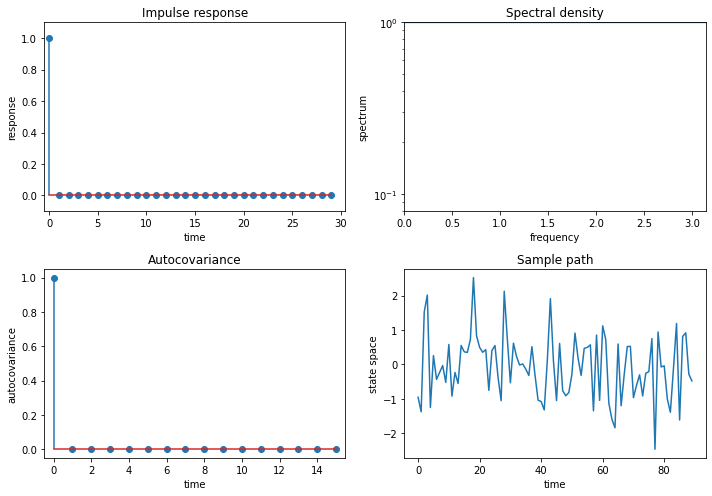 Impulse response
1.0
0.8
0.6
0.4
0.2
0.0
response
0 5 10 15 20 25 30
time
Spectral density
10⁰
10⁻¹
spectrum
0.0 0.5 1.0 1.5 2.0 2.5 3.0
frequency
Autocovariance
1.0
0.8
0.6
0.4
0.2
0.0
autocovariance
0 2 4 6 8 10 12 14
time
Sample path
2
1
0
−1
−2
state space
0 20 40 60 80
time